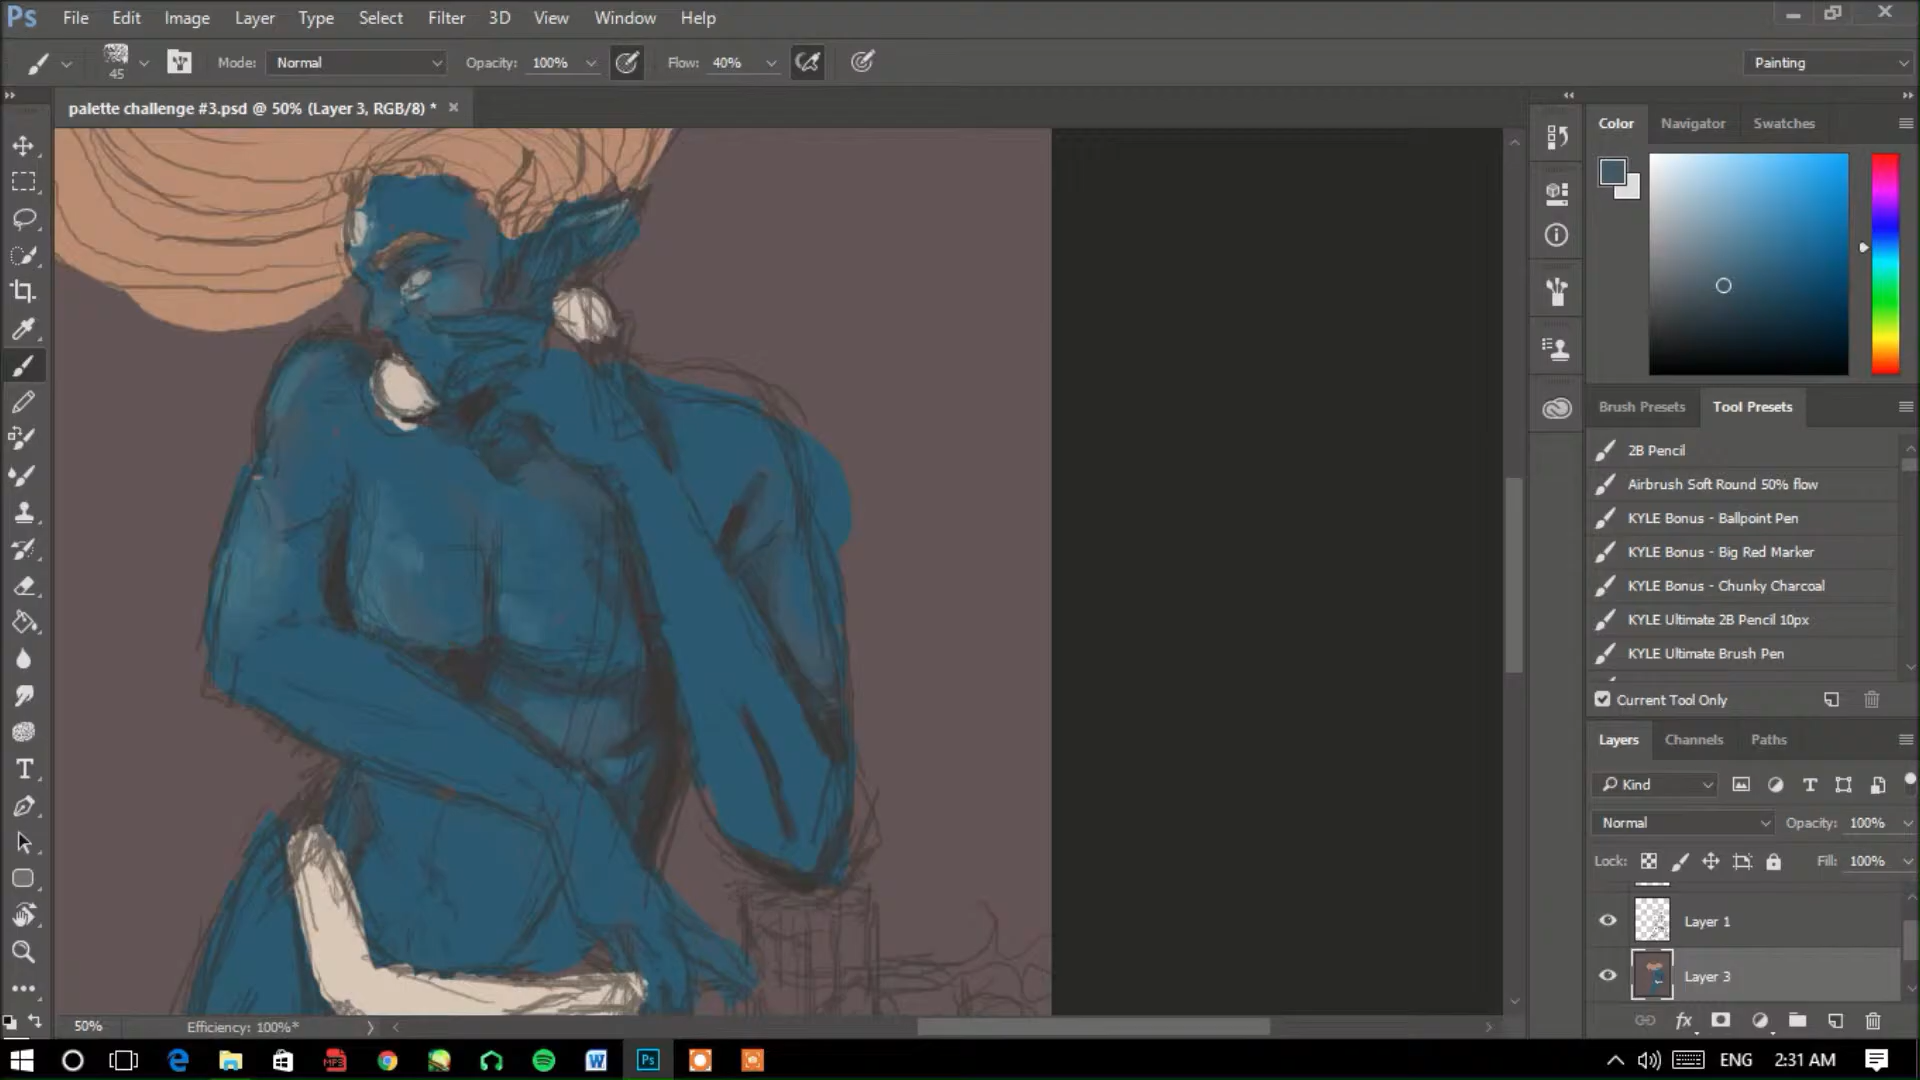 Ps File Edit Image Layer Type Select Filter 3D View Window Help
45 Mode: Normal Opacity: 100% Flow: 40% Painting
palette challenge #3.psd @ 50% (Layer 3, RGB/8) *
Color Navigator Swatches
Brush Presets Tool Presets
2B Pencil
Airbrush Soft Round 50% flow
KYLE Bonus - Ballpoint Pen
KYLE Bonus - Big Red Marker
KYLE Bonus - Chunky Charcoal
KYLE Ultimate 2B Pencil 10px
KYLE Ultimate Brush Pen
Current Tool Only
Layers Channels Paths
Kind
Normal Opacity: 100%
Lock: Fill: 100%
Layer 1
Layer 3
fx
50% Efficiency: 100%*
MP3 Ps ENG 2:31 AM